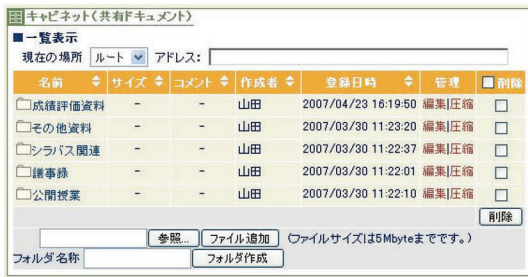 キャビネット(共有ドキュメント)
■一覧表示
現在の場所 ルート アドレス:
名前 サイズ コメント 作成者 登録日時 管理 削除
成績評価資料 - - 山田 2007/04/23 16:19:50 編集|圧縮
その他資料 - - 山田 2007/03/30 11:23:20 編集|圧縮
シラバス関連 - - 山田 2007/03/30 11:22:37 編集|圧縮
議事録 - - 山田 2007/03/30 11:22:01 編集|圧縮
公開授業 - - 山田 2007/03/30 11:22:10 編集|圧縮
削除
参照... ファイル追加 (ファイルサイズは5Mbyteまでです。)
フォルダ名称 フォルダ作成